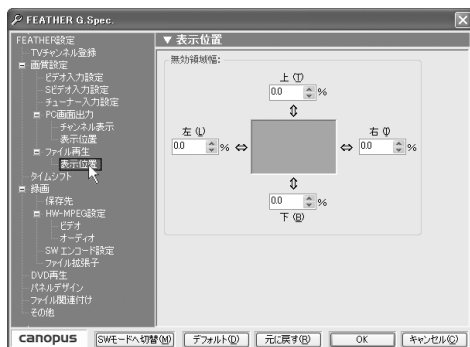 FEATHER G.Spec.
FEATHER設定
TVチャンネル登録
画質設定
ビデオ入力設定
Sビデオ入力設定
チューナー入力設定
PC画面出力
チャンネル表示
表示位置
ファイル再生
表示位置
タイムシフト
録画
保存先
HW-MPEG設定
ビデオ
オーディオ
SW エンコード設定
ファイル拡張子
DVD再生
パネルデザイン
ファイル関連付け
その他
▼ 表示位置
無効領域幅:
上(T)
0.0 %
左(L)
0.0 %
右(I)
0.0 %
0.0 %
下(B)
canopus
SWモードへ切替(M)
デフォルト(D)
元に戻す(R)
OK
キャンセル(C)